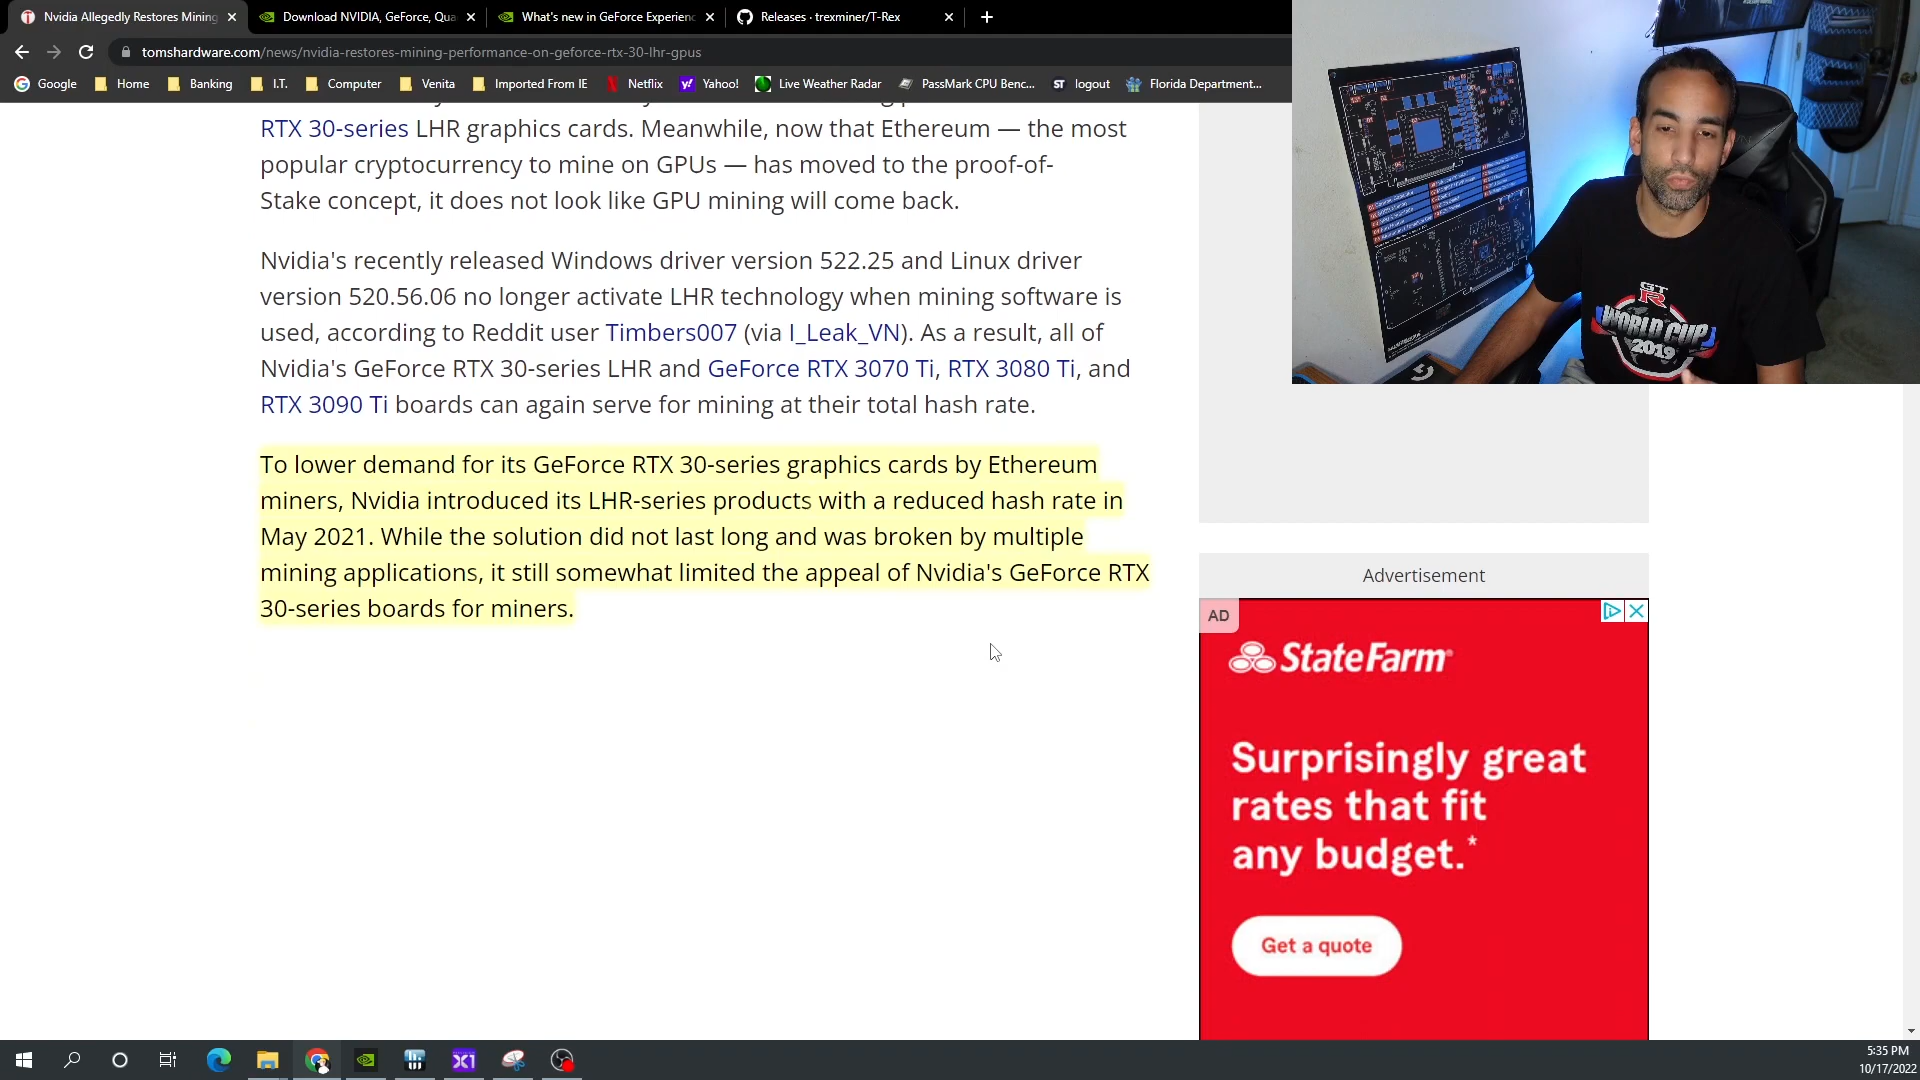 Nvidia Allegedly Restores Mining
Download NVIDIA, GeForce, Qua
What's new in GeForce Experienc
Releases · trexminer/T-Rex
tomshardware.com/news/nvidia-restores-mining-performance-on-geforce-rtx-30-lhr-gpus
Google
Home
Banking
I.T.
Computer
Venita
Imported From IE
Netflix
Yahoo!
Live Weather Radar
PassMark CPU Benc...
logout
Florida Department...
RTX 30-series LHR graphics cards. Meanwhile, now that Ethereum — the most
popular cryptocurrency to mine on GPUs — has moved to the proof-of-
Stake concept, it does not look like GPU mining will come back.
Nvidia's recently released Windows driver version 522.25 and Linux driver
version 520.56.06 no longer activate LHR technology when mining software is
used, according to Reddit user Timbers007 (via I_Leak_VN). As a result, all of
Nvidia's GeForce RTX 30-series LHR and GeForce RTX 3070 Ti, RTX 3080 Ti, and
RTX 3090 Ti boards can again serve for mining at their total hash rate.
To lower demand for its GeForce RTX 30-series graphics cards by Ethereum
miners, Nvidia introduced its LHR-series products with a reduced hash rate in
May 2021. While the solution did not last long and was broken by multiple
mining applications, it still somewhat limited the appeal of Nvidia's GeForce RTX
30-series boards for miners.
GT
R
WORLD CUP
2019
Advertisement
AD
StateFarm
Surprisingly great
rates that fit
any budget.*
Get a quote
5:35 PM
10/17/2022